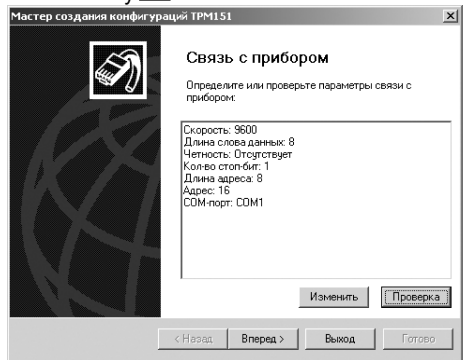 Мастер создания конфигураций ТРМ151
Связь с прибором
Определите или проверьте параметры связи с
прибором:
Скорость: 9600
Длина слова данных: 8
Четность: Отсутствует
Кол-во стоп-бит: 1
Длина адреса: 8
Адрес: 16
COM-порт: COM1
Изменить Проверка
< Назад Вперед > Выход Готово